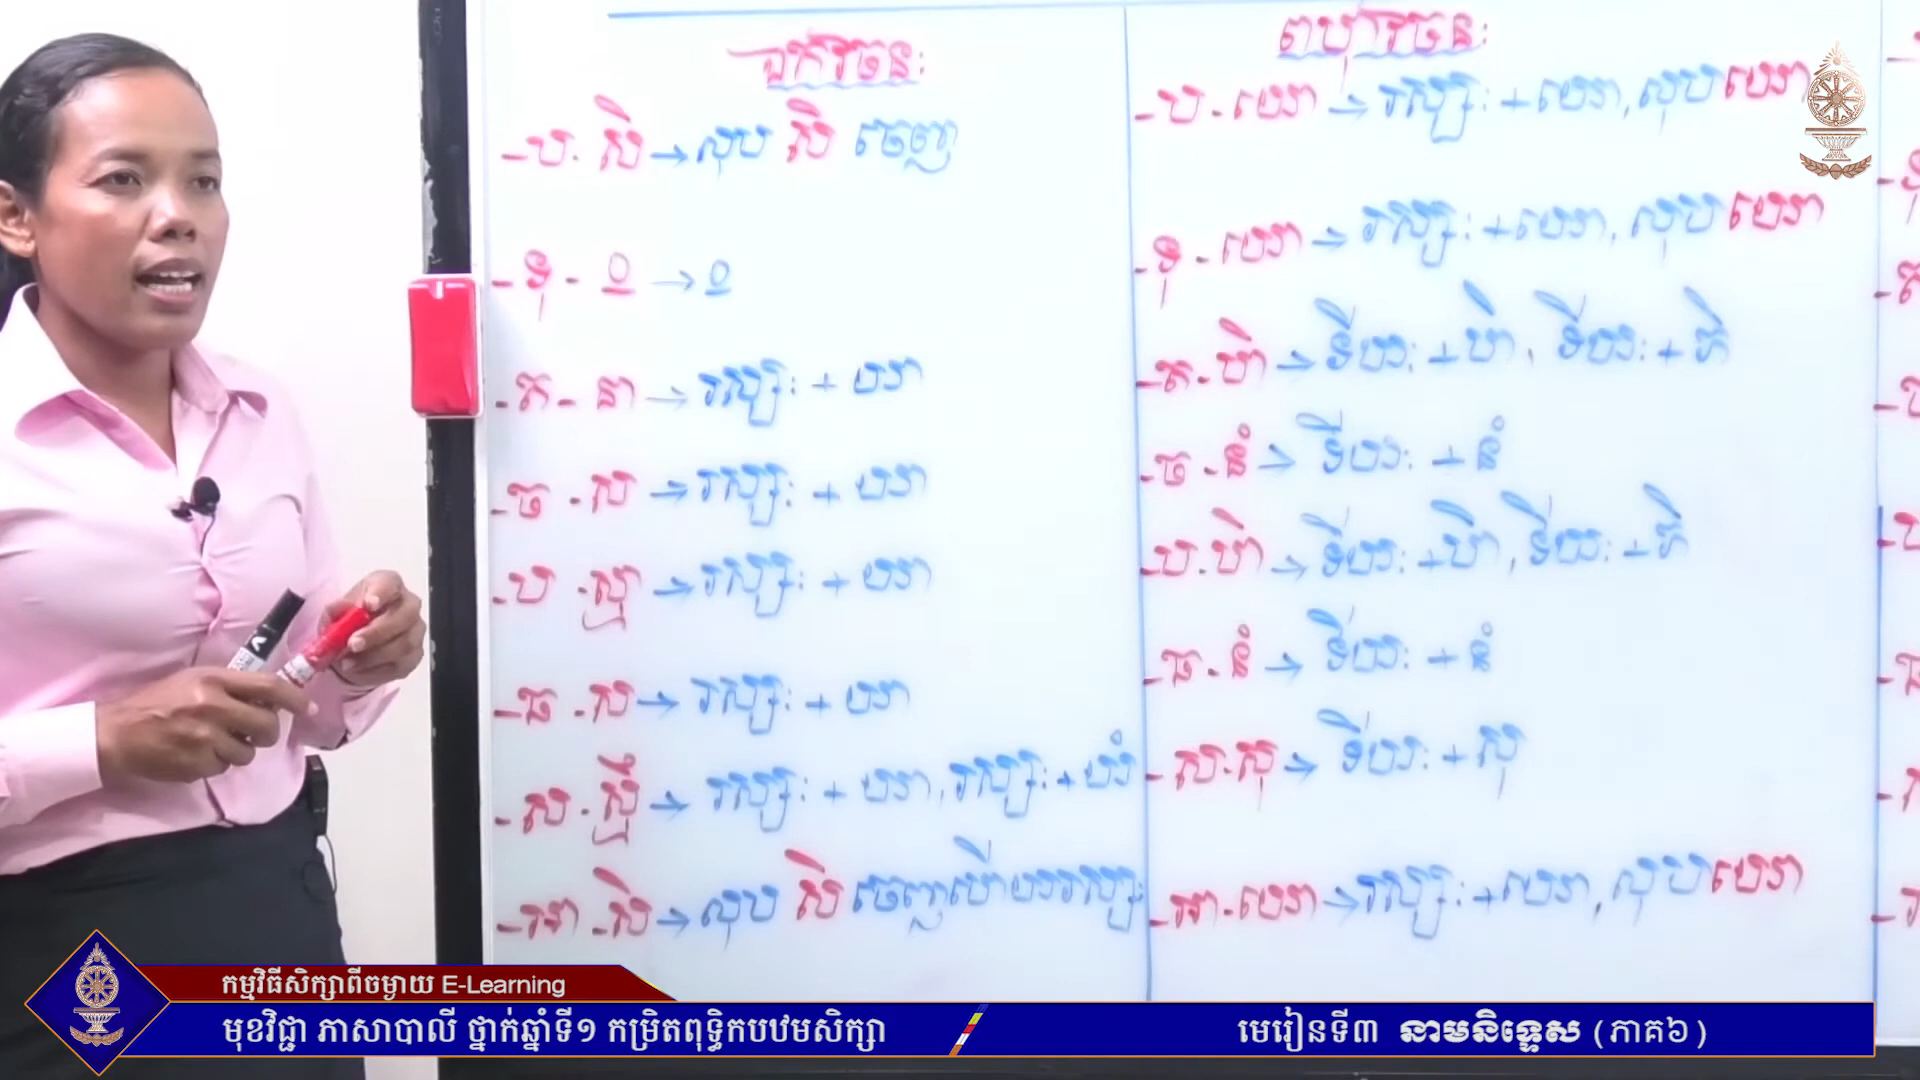 ឯកវចនៈ
-ប. សិ → លុប សិ ចេញ
-ទុ - ០ំ → ០ំ
-ត - នា → រស្សៈ + យា
-ច - ស → រស្សៈ + យា
-ប - ស្មា → រស្សៈ + យា
-ឆ - ស → រស្សៈ + យា
-ស - ស្មឹ → រស្សៈ + យា, រស្សៈ + យំ
-អា - សិ → លុប សិ ចេញហើយរស្សៈ
ពហុវចនៈ
-ប - យោ → រស្សៈ + យោ, លុបយោ
-ទុ - យោ → រស្សៈ + យោ, លុបយោ
-ត - ហិ → ទីឃៈ + ហិ, ទីឃៈ + ភិ
-ច - នំ → ទីឃៈ + នំ
-ប - ហិ → ទីឃៈ + ហិ, ទីឃៈ + ភិ
-ឆ - នំ → ទីឃៈ + នំ
-ស - សុ → ទីឃៈ + សុ
-អា - យោ → រស្សៈ + យោ, លុបយោ
កម្មវិធីសិក្សាពីចម្ងាយ E-Learning
មុខវិជ្ជា ភាសាបាលី ថ្នាក់ឆ្នាំទី១ កម្រិតពុទ្ធិកបឋមសិក្សា
មេរៀនទី៣ នាមនិទ្ទេស (ភាគ៦)